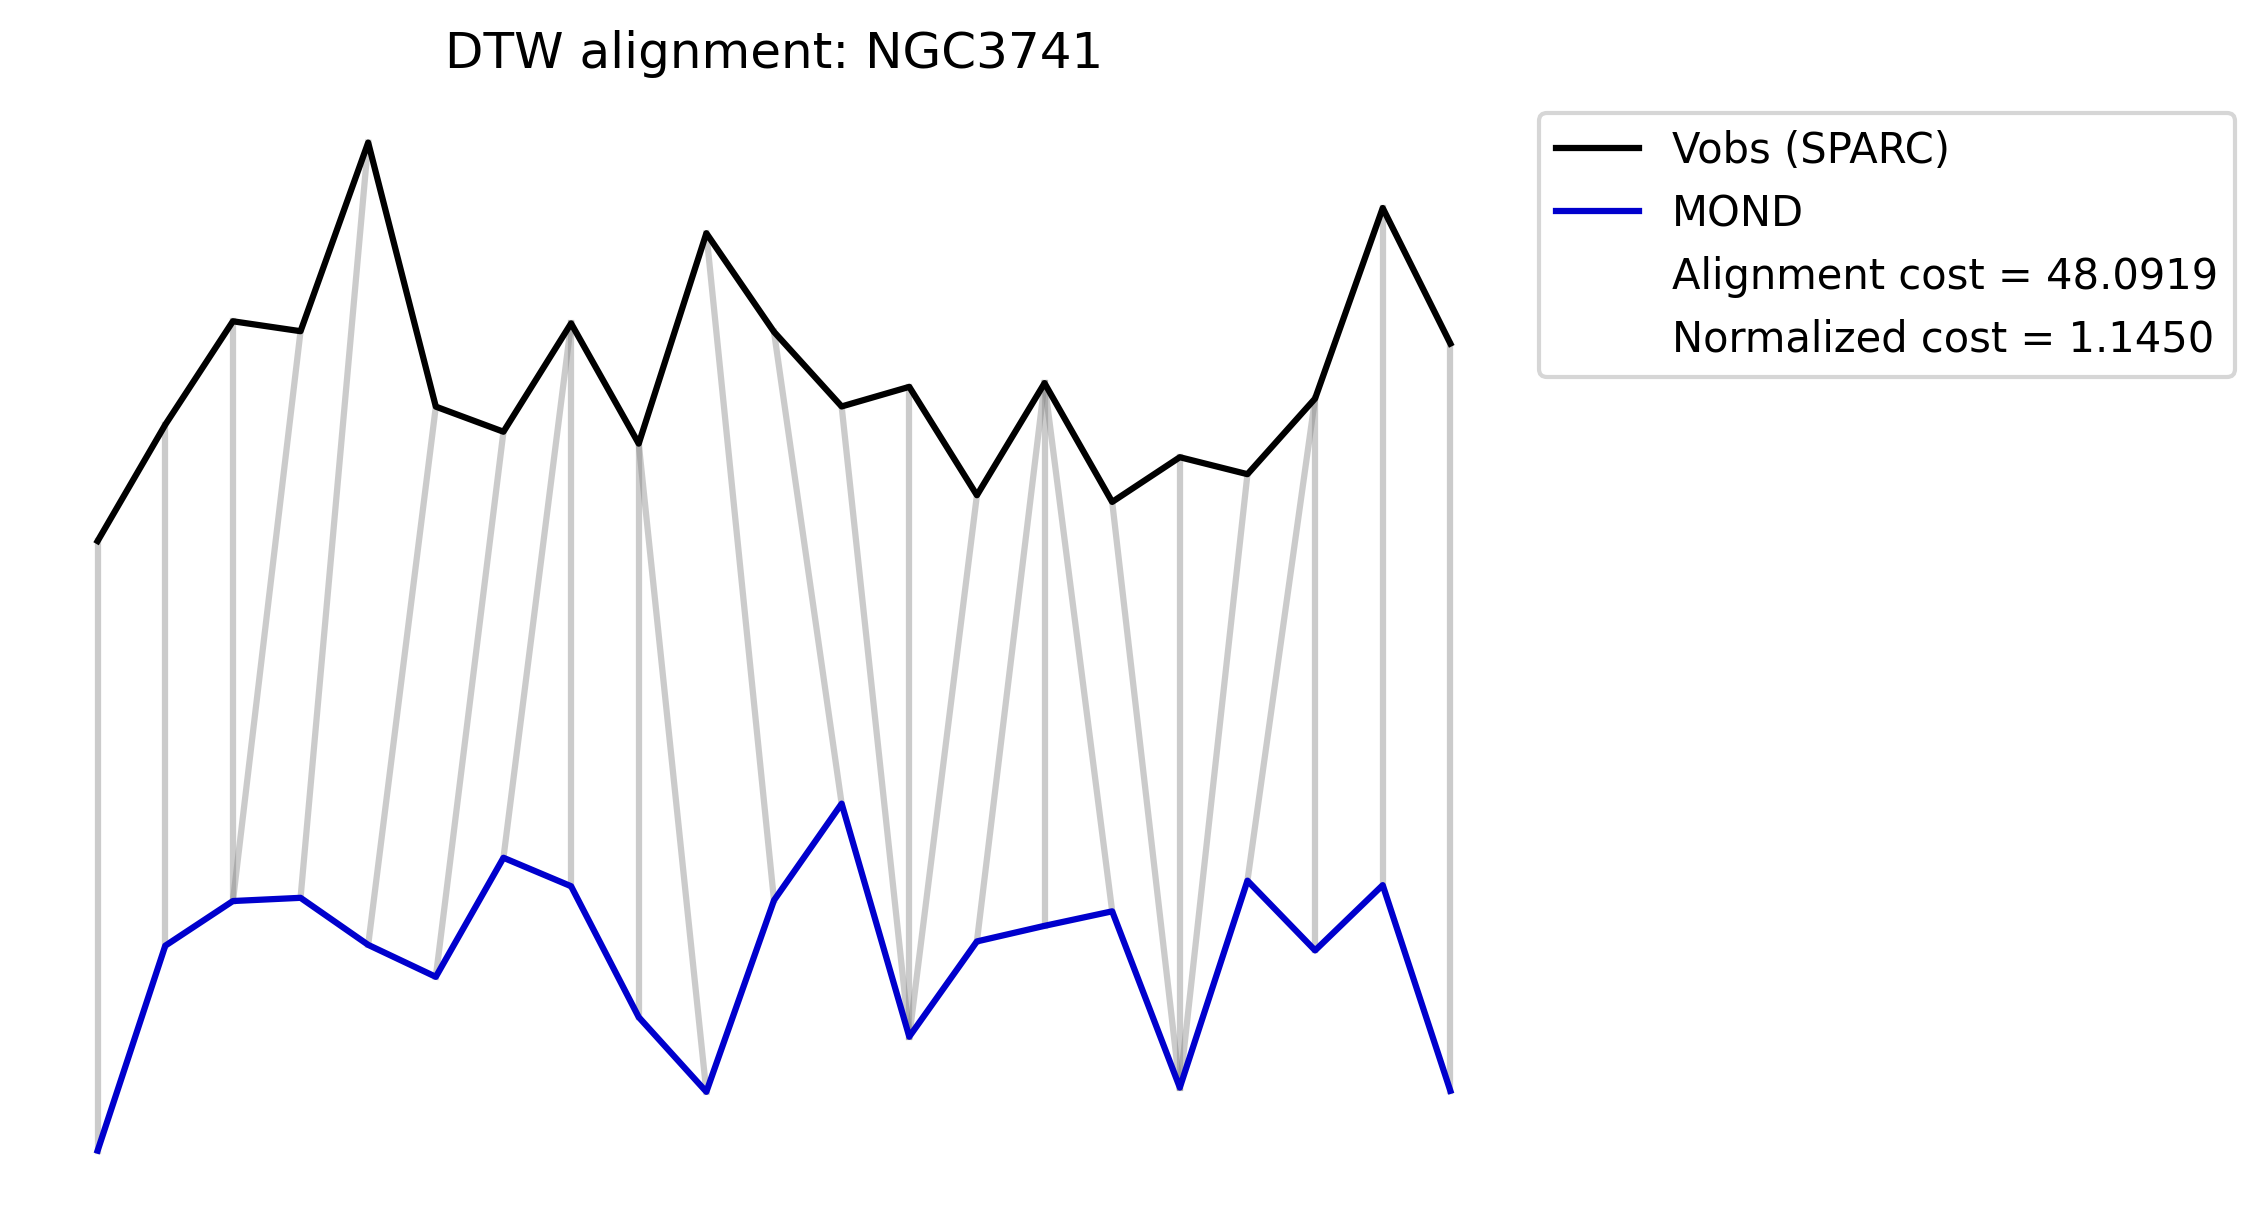 DTW alignment: NGC3741
Vobs (SPARC)
MOND
Alignment cost = 48.0919
Normalized cost = 1.1450